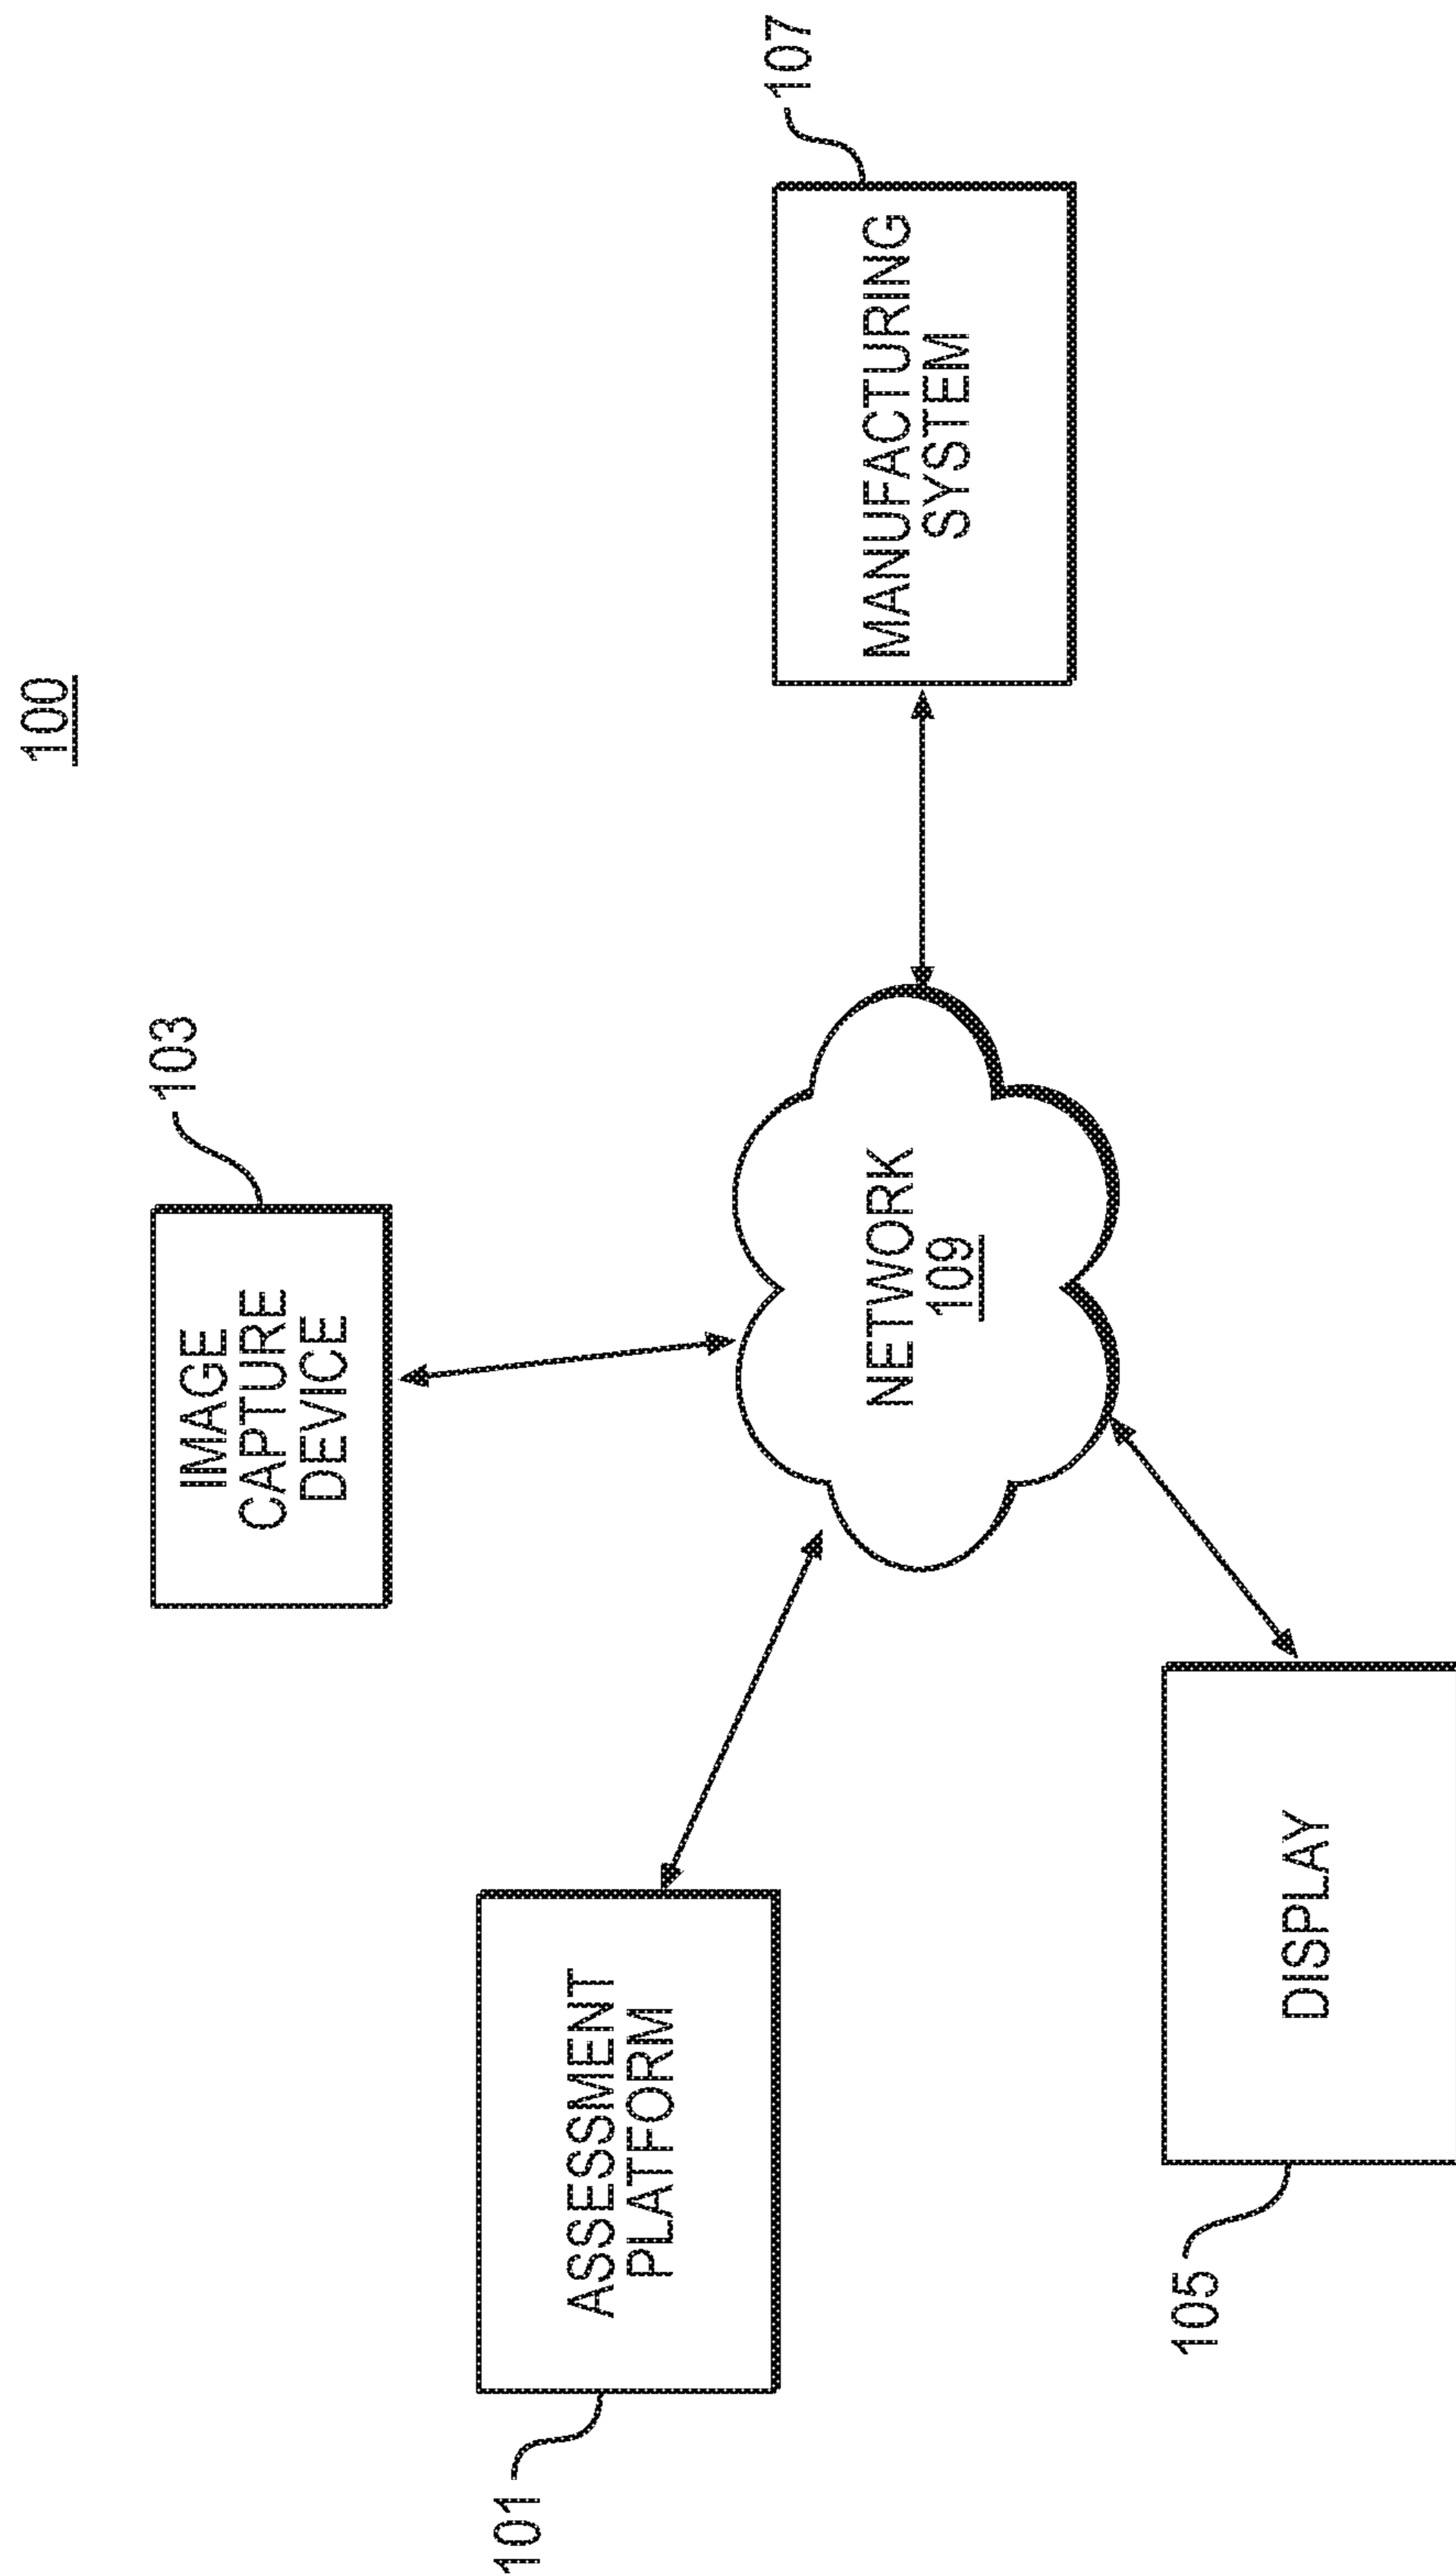 100
103
IMAGE
CAPTURE
DEVICE
107
MANUFACTURING
SYSTEM
101
ASSESSMENT
PLATFORM
NETWORK
109
105
DISPLAY